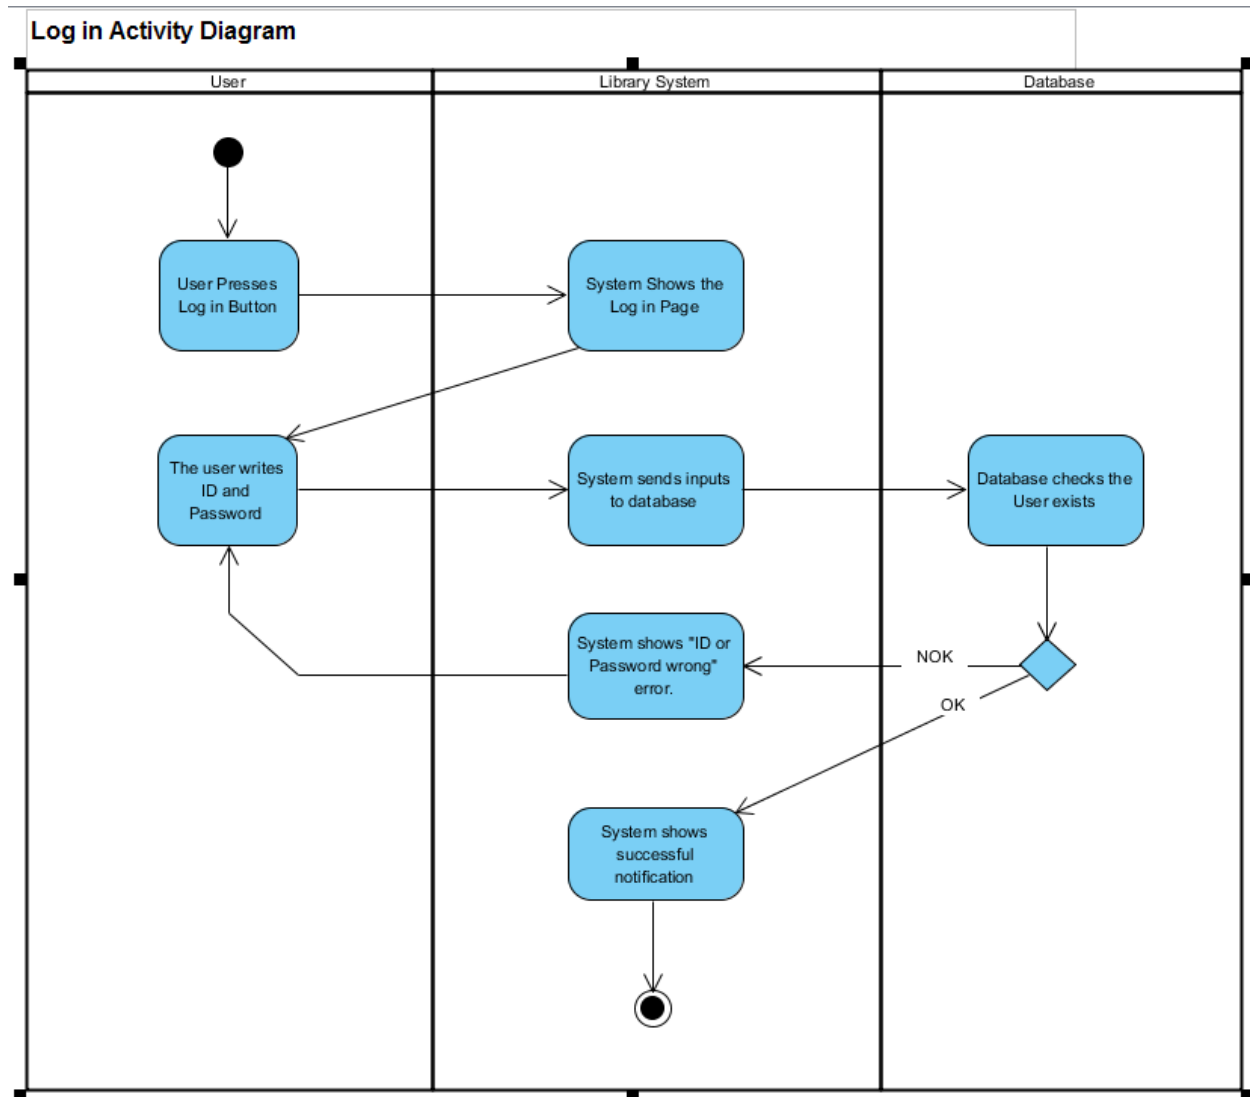 Log in Activity Diagram
User
Library System
Database
User Presses
Log in Button
System Shows the
Log in Page
The user writes
ID and
Password
System sends inputs
to database
Database checks the
User exists
System shows "ID or
Password wrong"
error.
NOK
OK
System shows
successful
notification